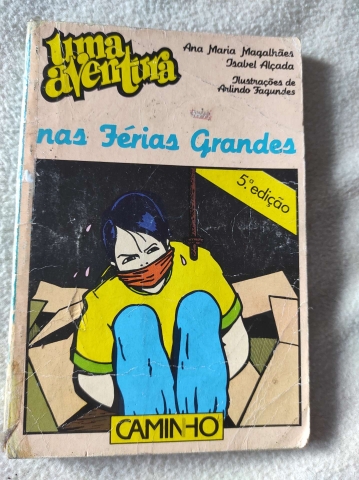 uma
aventura
Ana Maria Magalhães
Isabel Alçada
Ilustrações de
Arlindo Fagundes
nas Férias Grandes
5.ª edição
CAMINHO